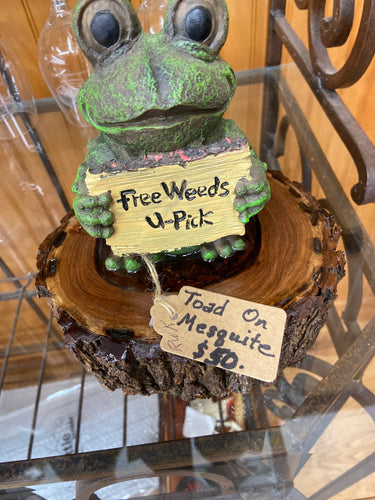 Free Weeds
U-Pick
Toad On
Mesquite
$50.